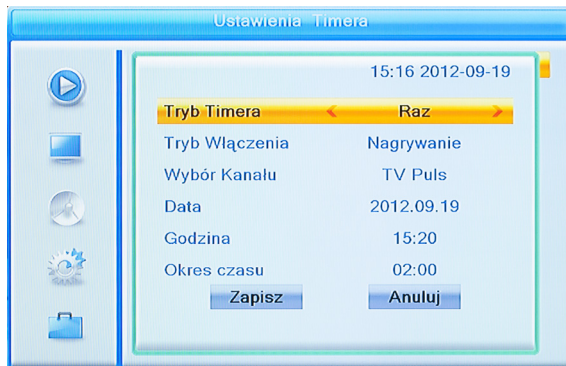 Ustawienia Timera
15:16 2012-09-19
Tryb Timera Raz
Tryb Włączenia Nagrywanie
Wybór Kanału TV Puls
Data 2012.09.19
Godzina 15:20
Okres czasu 02:00
Zapisz Anuluj